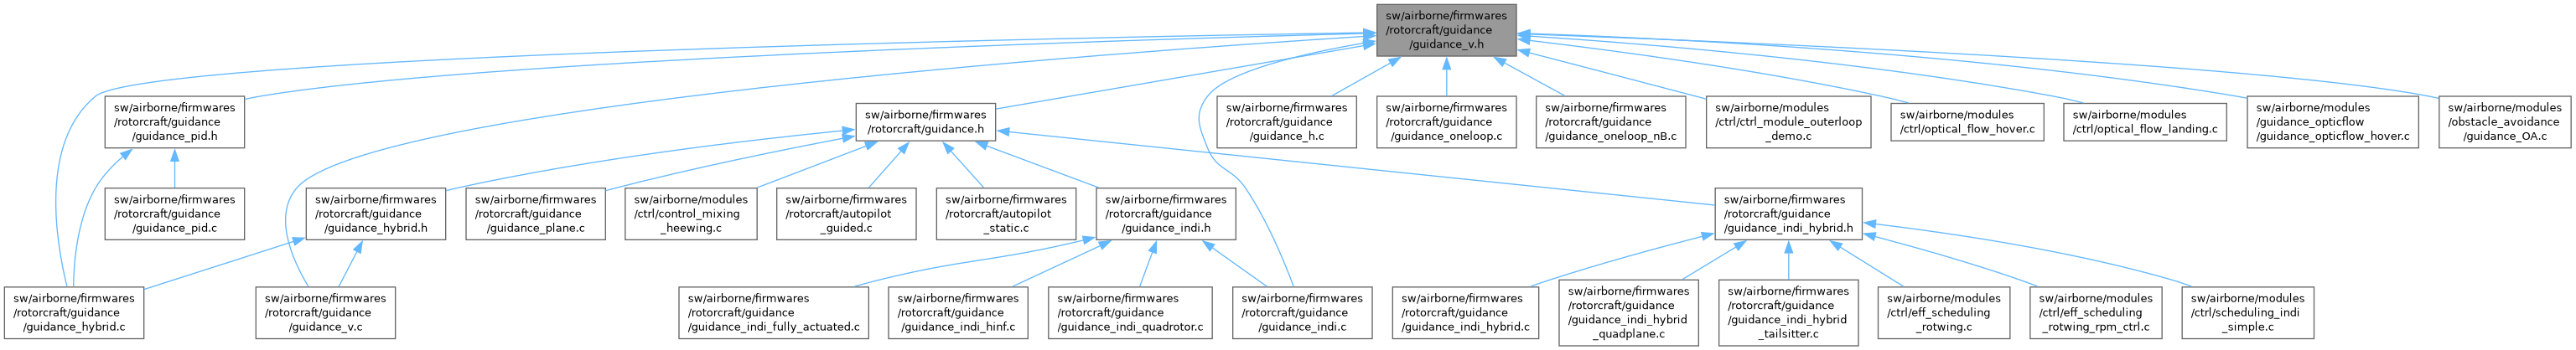 sw/airborne/firmwares
/rotorcraft/guidance
/guidance_v.h
sw/airborne/firmwares
/rotorcraft/guidance
/guidance_pid.h
sw/airborne/firmwares
/rotorcraft/guidance.h
sw/airborne/firmwares
/rotorcraft/guidance
/guidance_h.c
sw/airborne/firmwares
/rotorcraft/guidance
/guidance_oneloop.c
sw/airborne/firmwares
/rotorcraft/guidance
/guidance_oneloop_nB.c
sw/airborne/modules
/ctrl/ctrl_module_outerloop
_demo.c
sw/airborne/modules
/ctrl/optical_flow_hover.c
sw/airborne/modules
/ctrl/optical_flow_landing.c
sw/airborne/modules
/guidance_opticflow
/guidance_opticflow_hover.c
sw/airborne/modules
/obstacle_avoidance
/guidance_OA.c
sw/airborne/firmwares
/rotorcraft/guidance
/guidance_pid.c
sw/airborne/firmwares
/rotorcraft/guidance
/guidance_hybrid.h
sw/airborne/firmwares
/rotorcraft/guidance
/guidance_plane.c
sw/airborne/modules
/ctrl/control_mixing
_heewing.c
sw/airborne/firmwares
/rotorcraft/autopilot
_guided.c
sw/airborne/firmwares
/rotorcraft/autopilot
_static.c
sw/airborne/firmwares
/rotorcraft/guidance
/guidance_indi.h
sw/airborne/firmwares
/rotorcraft/guidance
/guidance_indi_hybrid.h
sw/airborne/firmwares
/rotorcraft/guidance
/guidance_hybrid.c
sw/airborne/firmwares
/rotorcraft/guidance
/guidance_v.c
sw/airborne/firmwares
/rotorcraft/guidance
/guidance_indi_fully_actuated.c
sw/airborne/firmwares
/rotorcraft/guidance
/guidance_indi_hinf.c
sw/airborne/firmwares
/rotorcraft/guidance
/guidance_indi_quadrotor.c
sw/airborne/firmwares
/rotorcraft/guidance
/guidance_indi.c
sw/airborne/firmwares
/rotorcraft/guidance
/guidance_indi_hybrid.c
sw/airborne/firmwares
/rotorcraft/guidance
/guidance_indi_hybrid
_quadplane.c
sw/airborne/firmwares
/rotorcraft/guidance
/guidance_indi_hybrid
_tailsitter.c
sw/airborne/modules
/ctrl/eff_scheduling
_rotwing.c
sw/airborne/modules
/ctrl/eff_scheduling
_rotwing_rpm_ctrl.c
sw/airborne/modules
/ctrl/scheduling_indi
_simple.c